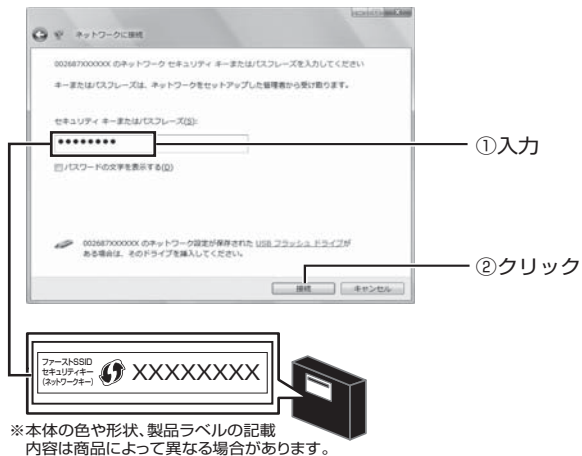 ネットワークに接続
002687XXXXXX のネットワーク セキュリティ キーまたはパスフレーズを入力してください
キーまたはパスフレーズは、ネットワークをセットアップした管理者から受け取ります。
セキュリティ キーまたはパスフレーズ(S):
●●●●●●●●
①入力
パスワードの文字を表示する(D)
002687XXXXXX のネットワーク設定が保存された USB フラッシュ ドライブが
ある場合は、そのドライブを挿入してください。
②クリック
接続 キャンセル
ファーストSSID
セキュリティキー
(ネットワークキー)
XXXXXXXX
※本体の色や形状、製品ラベルの記載
内容は商品によって異なる場合があります。